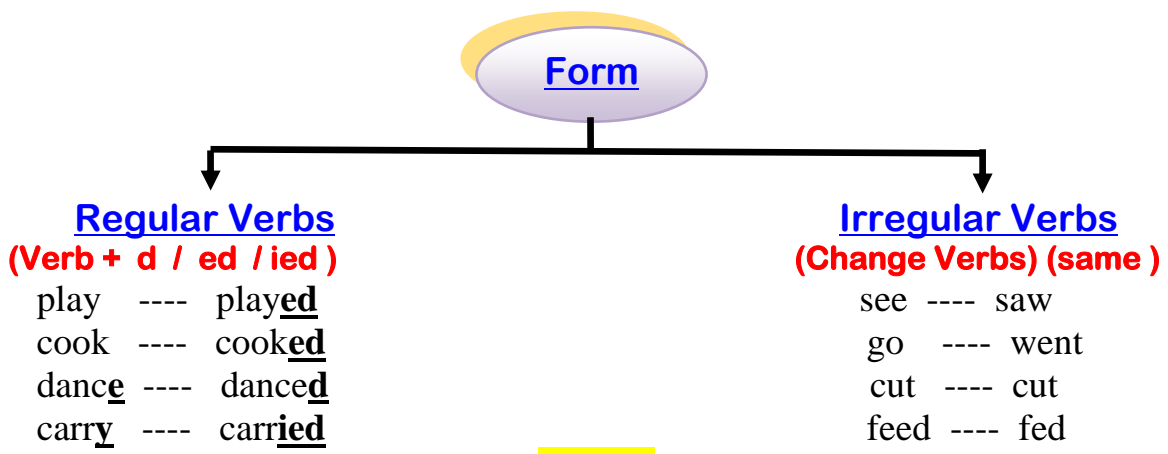 Form
Regular Verbs
(Verb + d / ed / ied )
play ---- played
cook ---- cooked
dance ---- danced
carry ---- carried
Irregular Verbs
(Change Verbs) (same )
see ---- saw
go ---- went
cut ---- cut
feed ---- fed